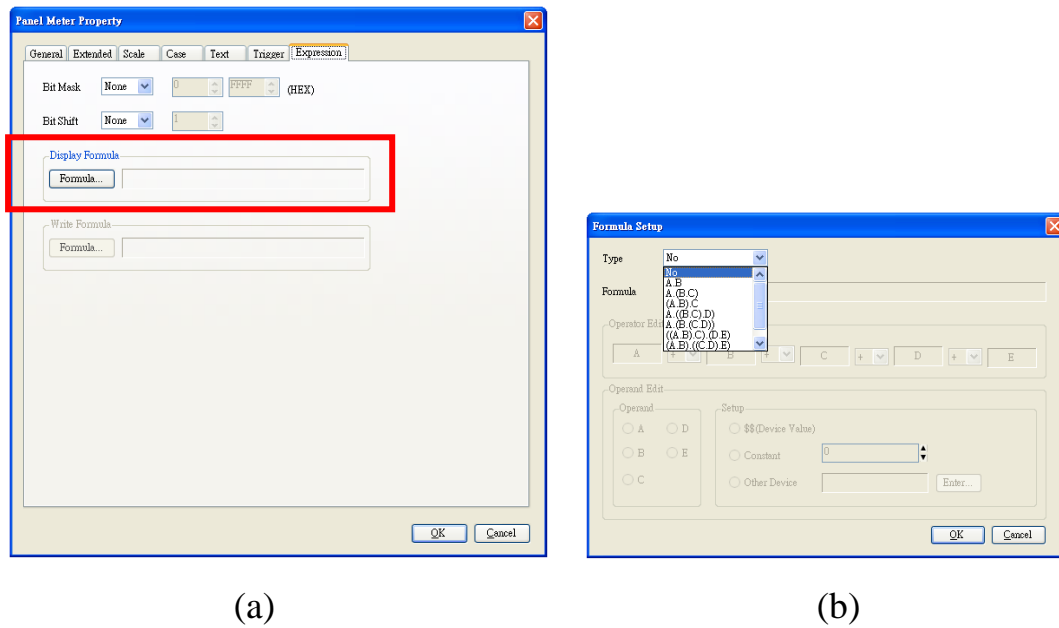 Panel Meter Property
General Extended Scale Case Text Trigger Expression
Bit Mask None 0 FFFF (HEX)
Bit Shift None 1
Display Formula
Formula...
Write Formula
Formula...
OK Cancel
(a)
Formula Setup
Type No
No
A.B
A.(B.C)
(A.B).C
A.((B.C).D)
A.(B.(C.D))
((A.B).C).(D.E)
(A.B).((C.D).E)
Formula
Operator Edi
A + B + C + D + E
Operand Edit
Operand
A D
B E
C
Setup
$$(Device Value)
Constant 0
Other Device Enter...
OK Cancel
(b)